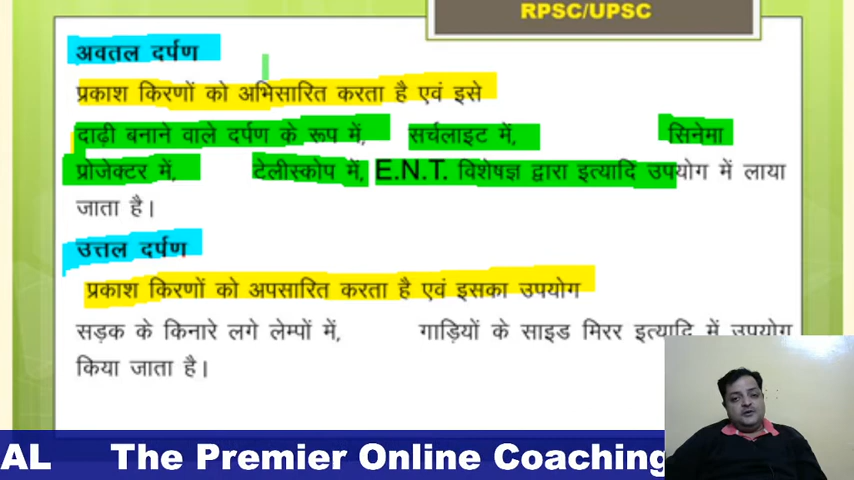 RPSC/UPSC
अवतल दर्पण
प्रकाश किरणों को अभिसारित करता है एवं इसे
दाढ़ी बनाने वाले दर्पण के रूप में, सर्चलाइट में, सिनेमा
प्रोजेक्टर में, टेलीस्कोप में, E.N.T. विशेषज्ञ द्वारा इत्यादि उपयोग में लाया
जाता है।
उत्तल दर्पण
प्रकाश किरणों को अपसारित करता है एवं इसका उपयोग
सड़क के किनारे लगे लेम्पों में, गाड़ियों के साइड मिरर इत्यादि में उपयोग
किया जाता है।
AL The Premier Online Coaching